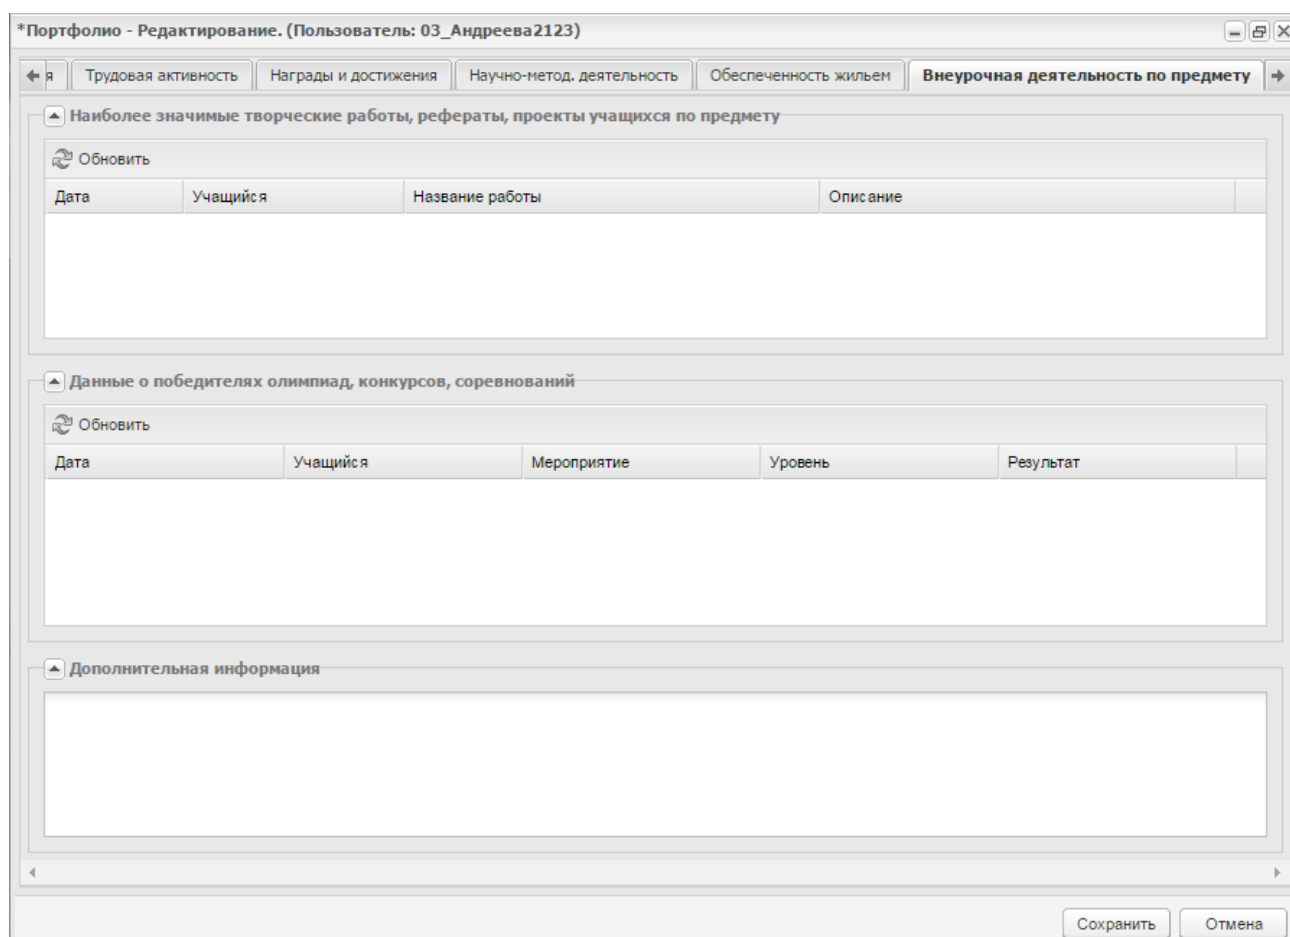 *Портфолио - Редактирование. (Пользователь: 03_Андреева2123)
я Трудовая активность Награды и достижения Научно-метод. деятельность Обеспеченность жильем Внеурочная деятельность по предмету
Наиболее значимые творческие работы, рефераты, проекты учащихся по предмету
Обновить
Дата Учащийся Название работы Описание
Данные о победителях олимпиад, конкурсов, соревнований
Обновить
Дата Учащийся Мероприятие Уровень Результат
Дополнительная информация
Сохранить Отмена